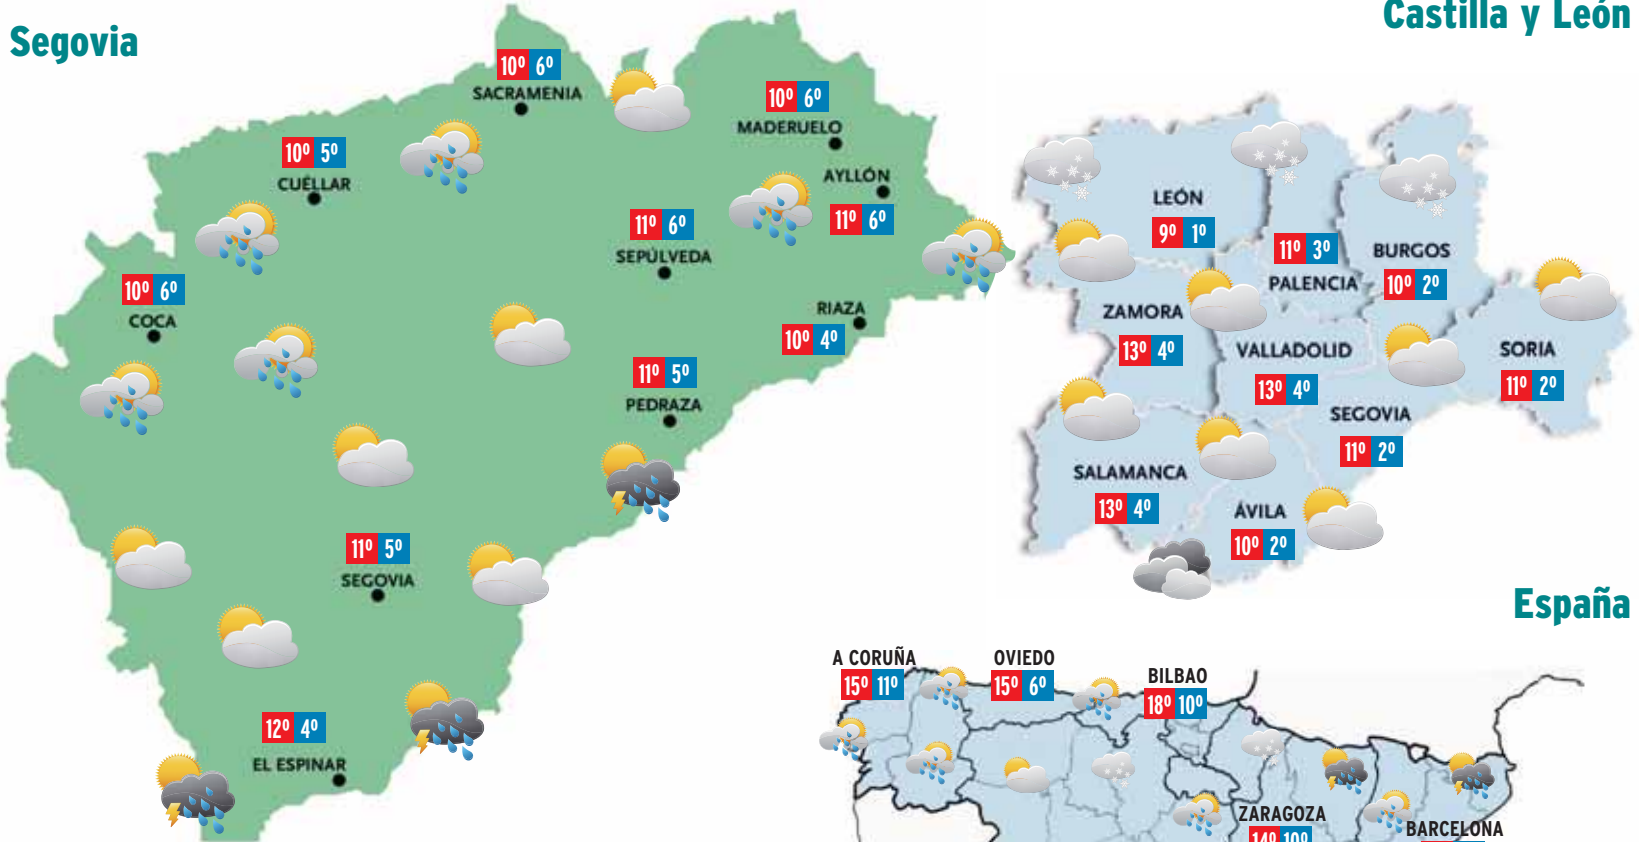 Segovia
10º 6º
SACRAMENIA
10º 6º
MADERUELO
10º 5º
CUÉLLAR
AYLLÓN
11º 6º
11º 6º
SEPÚLVEDA
10º 6º
COCA
RIAZA
10º 4º
11º 5º
PEDRAZA
11º 5º
SEGOVIA
12º 4º
EL ESPINAR
Castilla y León
LEÓN
9º 1º
11º 3º
PALENCIA
BURGOS
10º 2º
ZAMORA
13º 4º
VALLADOLID
13º 4º
SORIA
11º 2º
SEGOVIA
11º 2º
SALAMANCA
13º 4º
ÁVILA
10º 2º
España
A CORUÑA
15º 11º
OVIEDO
15º 6º
BILBAO
18º 10º
ZARAGOZA
14º 10º
BARCELONA